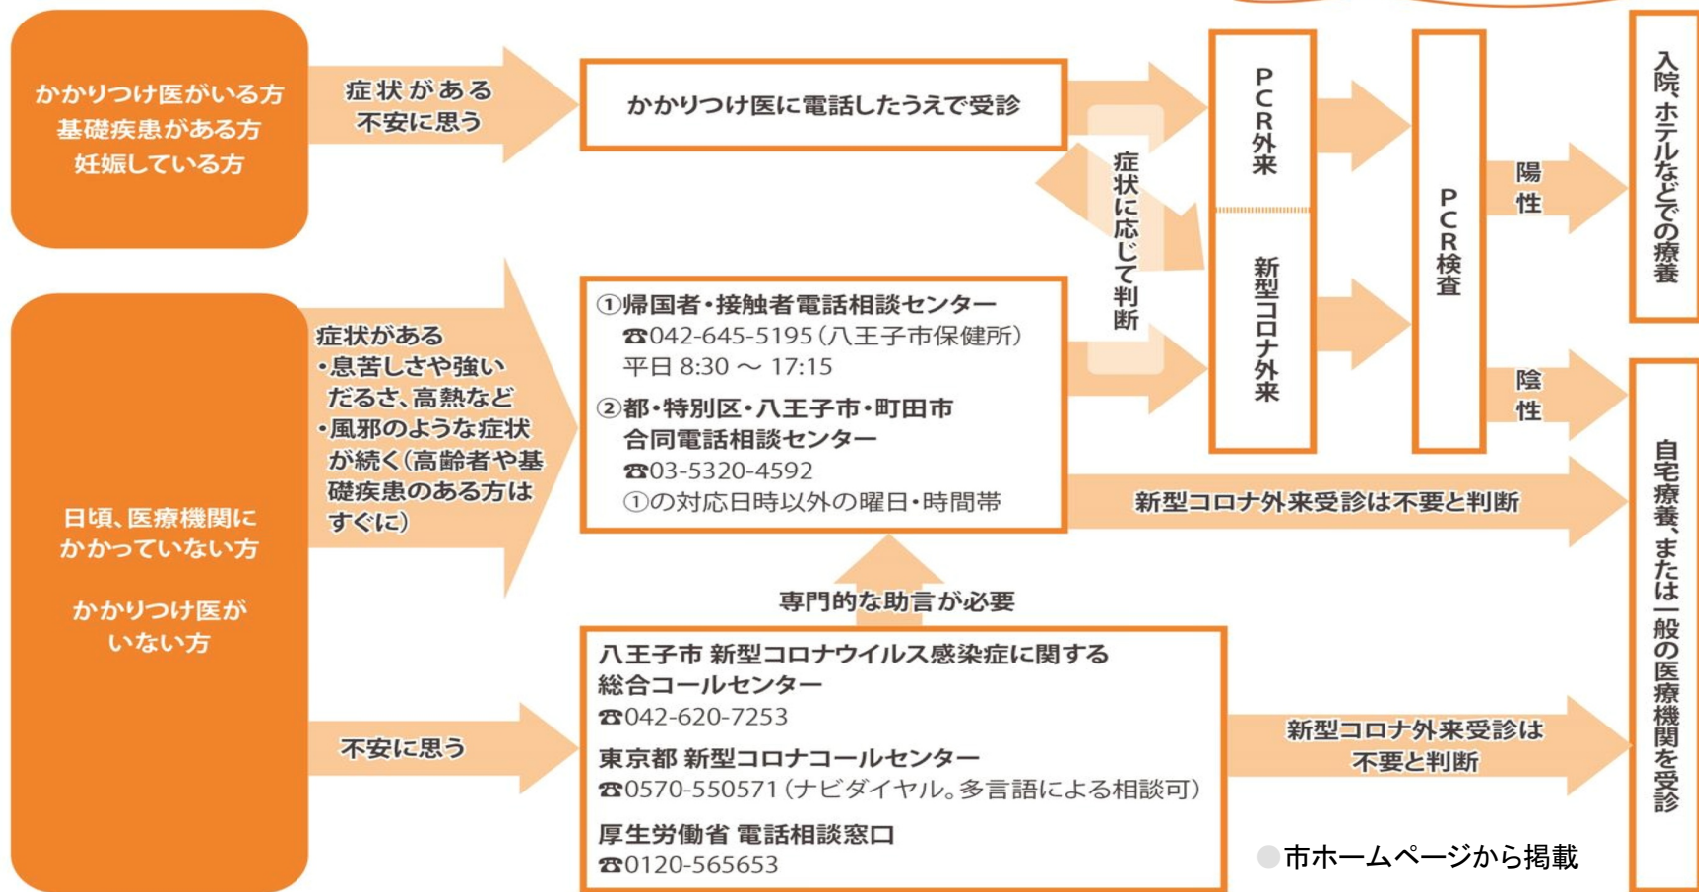 かかりつけ医がいる方
基礎疾患がある方
妊娠している方
症状がある
不安に思う
かかりつけ医に電話したうえで受診
症状に応じて判断
PCR外来
新型コロナ外来
PCR検査
陽性
入院、ホテルなどでの療養
陰性
自宅療養、または一般の医療機関を受診
日頃、医療機関に
かかっていない方
かかりつけ医が
いない方
症状がある
・息苦しさや強い
だるさ、高熱など
・風邪のような症状
が続く(高齢者や基
礎疾患のある方は
すぐに)
①帰国者・接触者電話相談センター
☎042-645-5195(八王子市保健所)
平日 8:30 ～ 17:15
②都・特別区・八王子市・町田市
合同電話相談センター
☎03-5320-4592
①の対応日時以外の曜日・時間帯
新型コロナ外来受診は不要と判断
専門的な助言が必要
不安に思う
八王子市 新型コロナウイルス感染症に関する
総合コールセンター
☎042-620-7253
東京都 新型コロナコールセンター
☎0570-550571(ナビダイヤル。多言語による相談可)
厚生労働省 電話相談窓口
☎0120-565653
新型コロナ外来受診は
不要と判断
●市ホームページから掲載